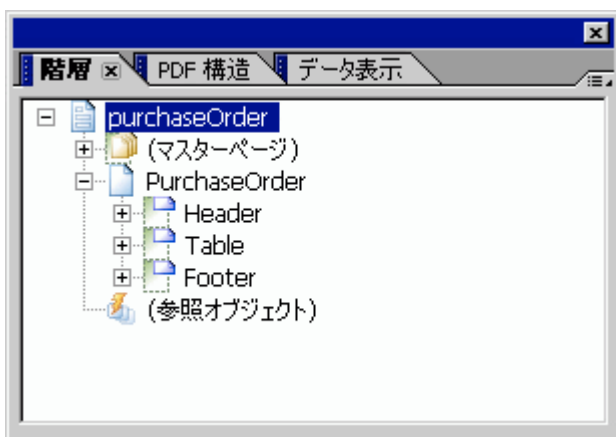 階層 PDF 構造 データ表示
purchaseOrder
(マスターページ)
PurchaseOrder
Header
Table
Footer
(参照オブジェクト)